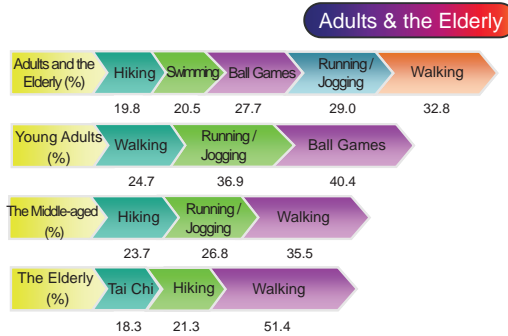 Adults & the Elderly
Adults and the
Elderly (%)
Hiking
Swimming
Ball Games
Running /
Jogging
Walking
19.8
20.5
27.7
29.0
32.8
Young Adults
(%)
Walking
Running /
Jogging
Ball Games
24.7
36.9
40.4
The Middle-aged
(%)
Hiking
Running /
Jogging
Walking
23.7
26.8
35.5
The Elderly
(%)
Tai Chi
Hiking
Walking
18.3
21.3
51.4